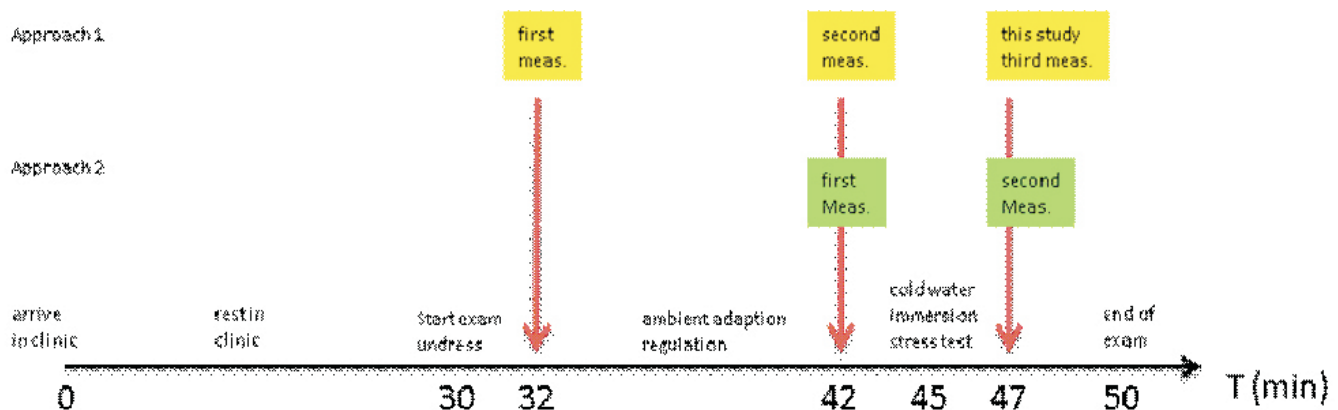 Approach 1
first
meas.
second
meas.
this study
third meas.
Approach 2
first
Meas.
second
Meas.
arrive
in clinic
rest in
clinic
Start exam
undress
ambient adaption
regulation
cold water
immersion
stress test
end of
exam
0
30
32
42
45
47
50
T (min)